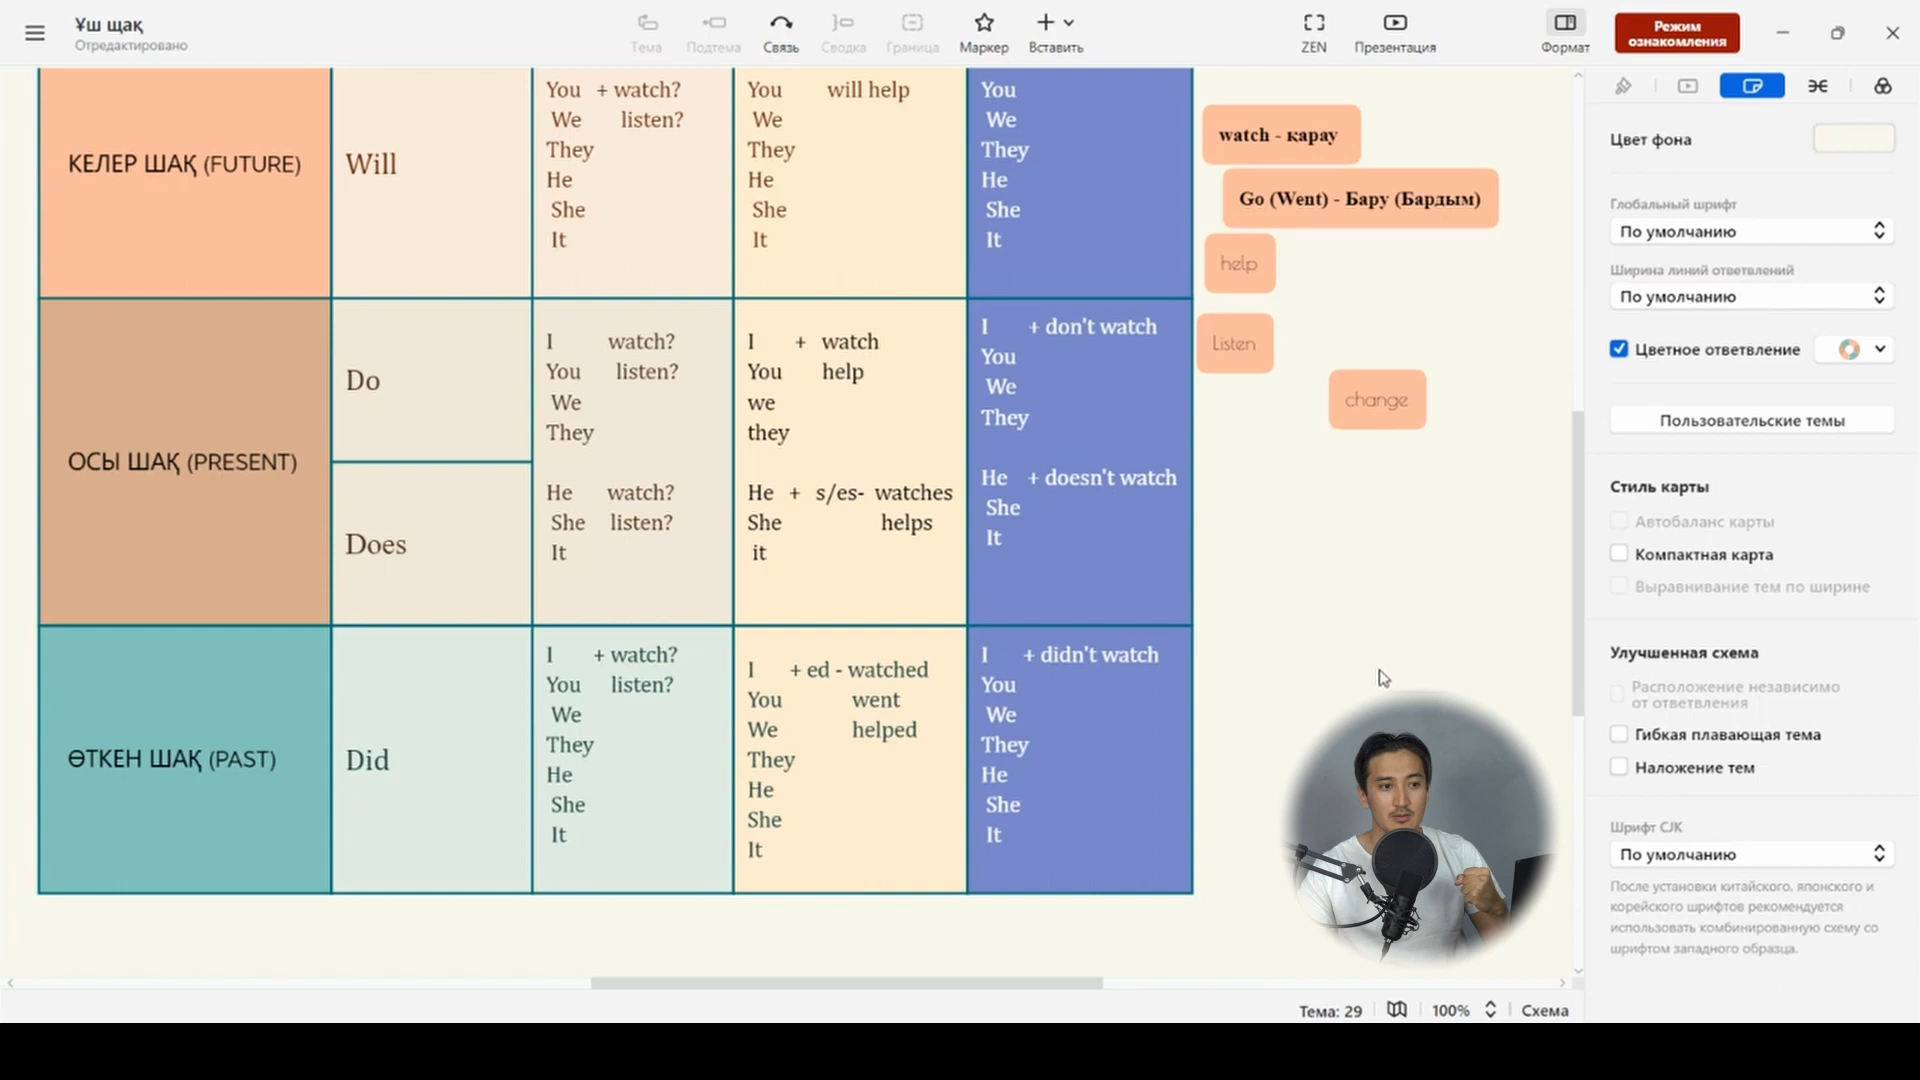 Ұш щақ
Отредактировано
Тема
Подтема
Связь
Сводка
Граница
Маркер
Вставить
ZEN
Презентация
Формат
Режим
ознакомления
КЕЛЕР ШАҚ (FUTURE)
Will
You + watch?
We listen?
They
He
She
It
You will help
We
They
He
She
It
You
We
They
He
She
It
ОСЫ ШАҚ (PRESENT)
Do
Does
I watch?
You listen?
We
They
He watch?
She listen?
It
I + watch
You help
we
they
He + s/es- watches
She helps
it
I + don't watch
You
We
They
He + doesn't watch
She
It
ӨТКЕН ШАҚ (PAST)
Did
I + watch?
You listen?
We
They
He
She
It
I + ed - watched
You went
We helped
They
He
She
It
I + didn't watch
You
We
They
He
She
It
watch - қарау
Go (Went) - Бару (Бардым)
help
Listen
change
Цвет фона
Глобальный шрифт
По умолчанию
Ширина линий ответвлений
По умолчанию
Цветное ответвление
Пользовательские темы
Стиль карты
Автобаланс карты
Компактная карта
Выравнивание тем по ширине
Улучшенная схема
Расположение независимо
от ответвления
Гибкая плавающая тема
Наложение тем
Шрифт CJK
По умолчанию
После установки китайского, японского и
корейского шрифтов рекомендуется
использовать комбинированную схему со
шрифтом западного образца.
Тема: 29
100%
Схема